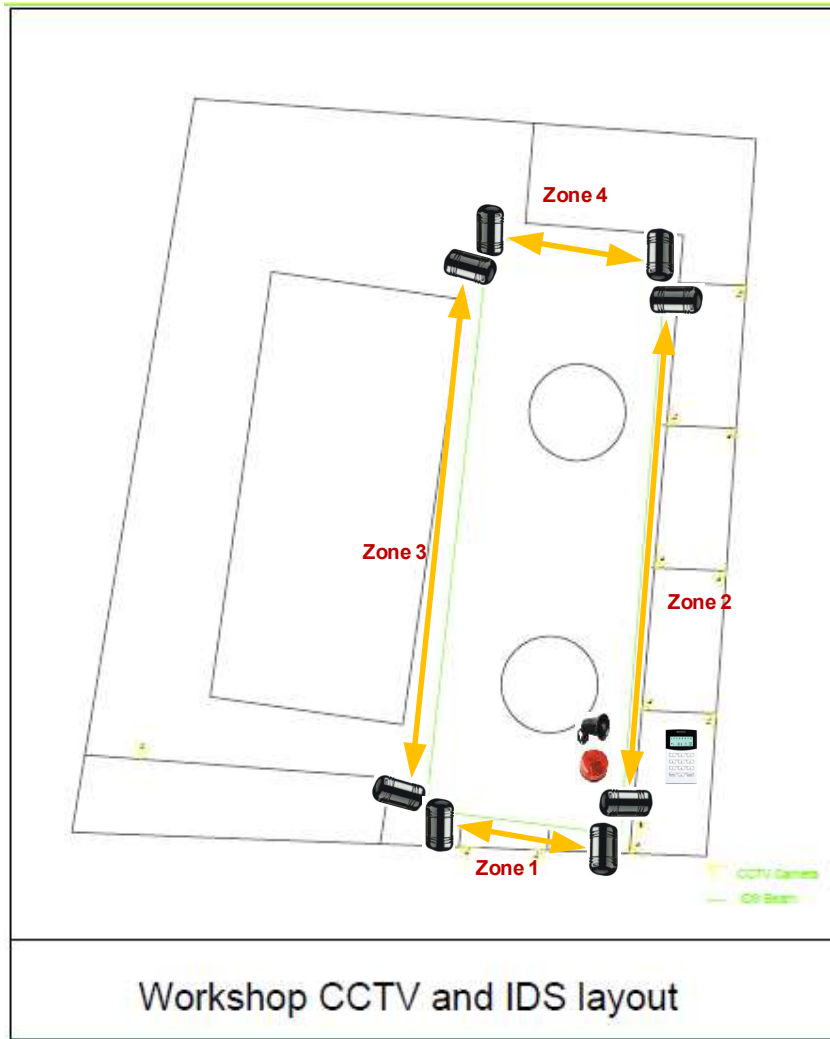 Zone 4
Zone 3
Zone 2
Zone 1
CCTV Camera
IDS Beam
Workshop CCTV and IDS layout